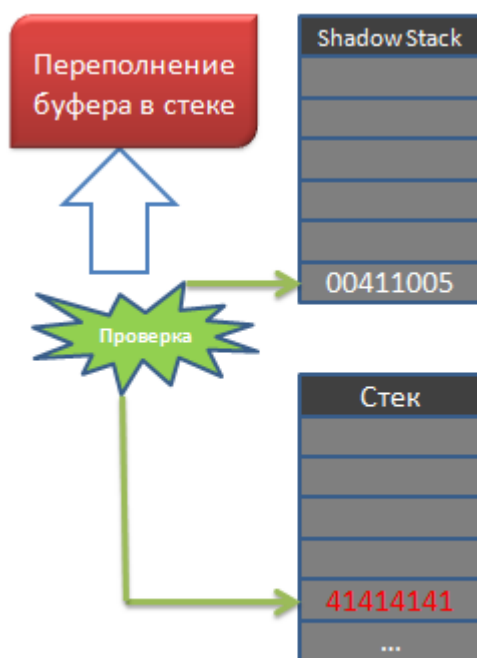 Переполнение
буфера в стеке
Shadow Stack
00411005
Проверка
Стек
41414141
...